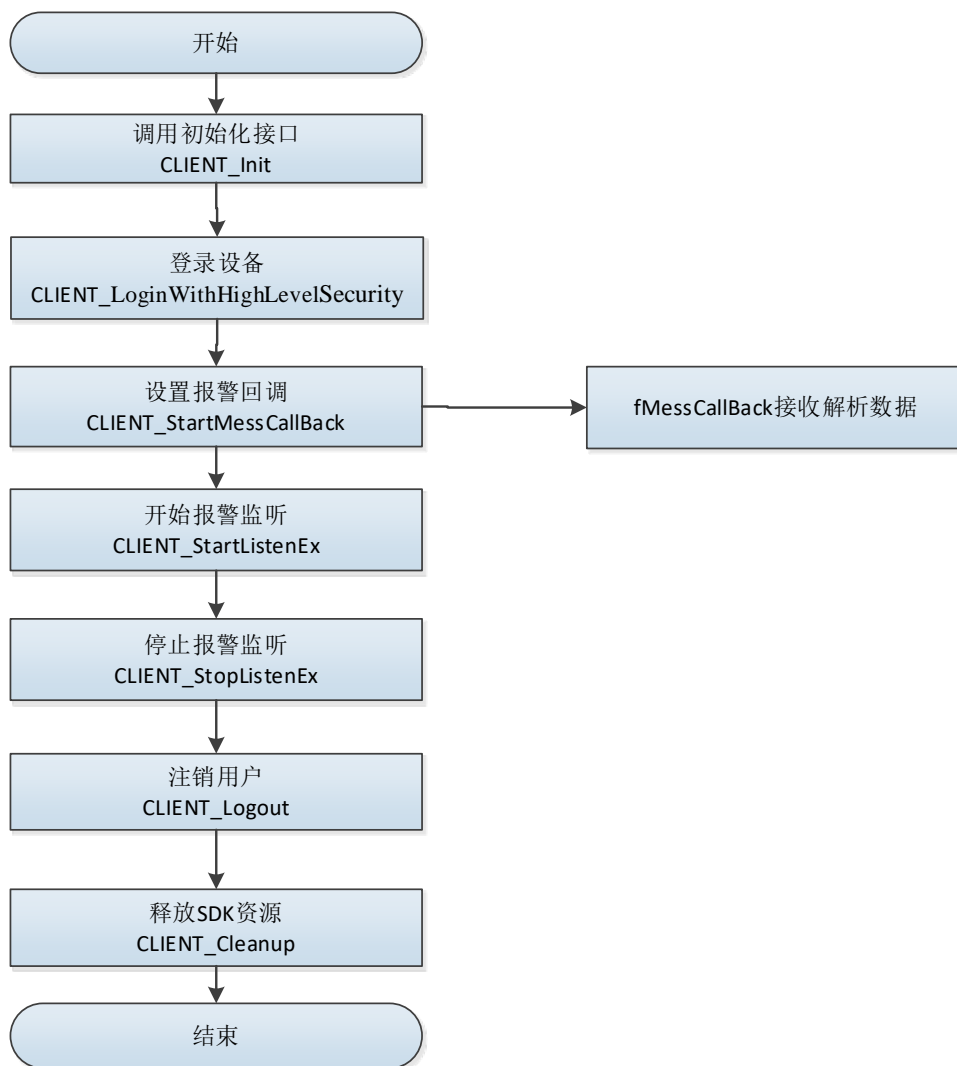 开始
调用初始化接口
CLIENT_Init
登录设备
CLIENT_LoginWithHighLevelSecurity
设置报警回调
CLIENT_StartMessCallBack
fMessCallBack接收解析数据
开始报警监听
CLIENT_StartListenEx
停止报警监听
CLIENT_StopListenEx
注销用户
CLIENT_Logout
释放SDK资源
CLIENT_Cleanup
结束